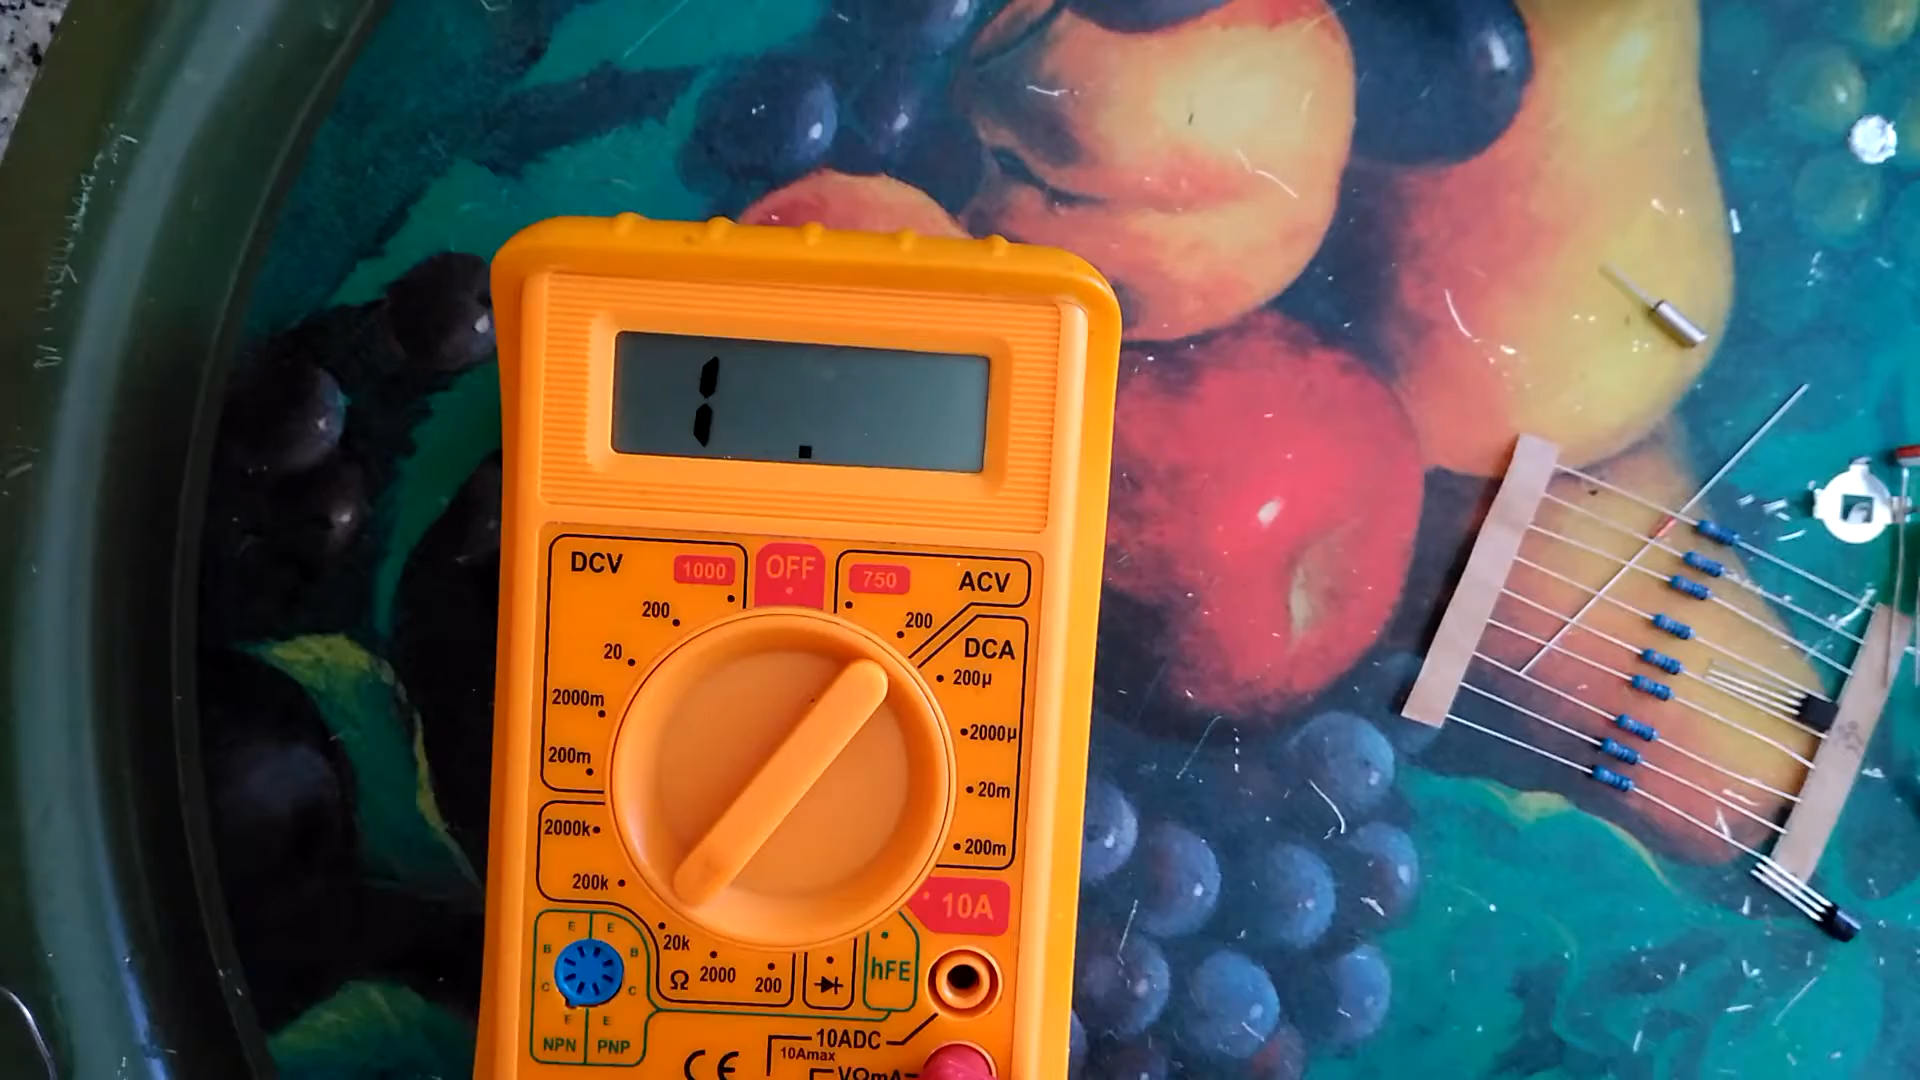 1.
DCV
1000
OFF
750
ACV
200
200
20
DCA
200µ
2000m
2000µ
200m
20m
2000k
200m
200k
10A
20k
Ω
2000
200
hFE
E
E
B
B
C
C
E
E
NPN
PNP
10ADC
10Amax
CE
VΩmA